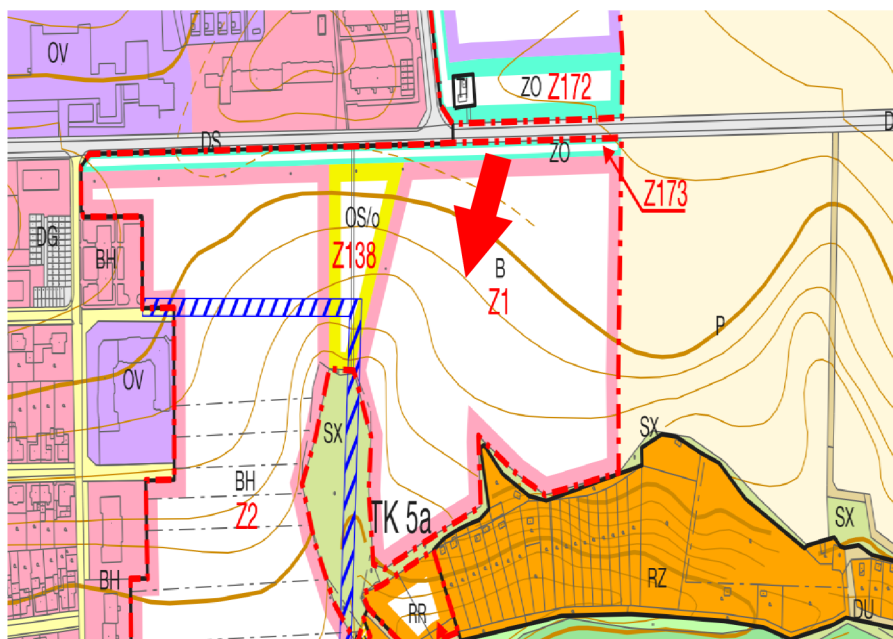 OV
ZO Z172
DS
D
ZO
Z173
OS/o
Z138
DG
BH
B
Z1
P
OV
SX
SX
BH
Z2
TK 5a
SX
BH
RZ
RR
DU